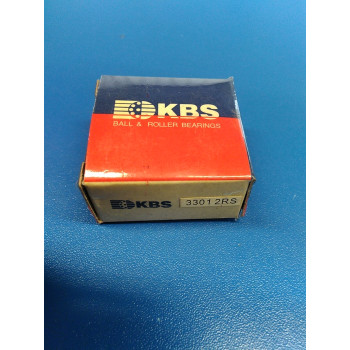 KBS
BALL & ROLLER BEARINGS
KBS
3301 2RS